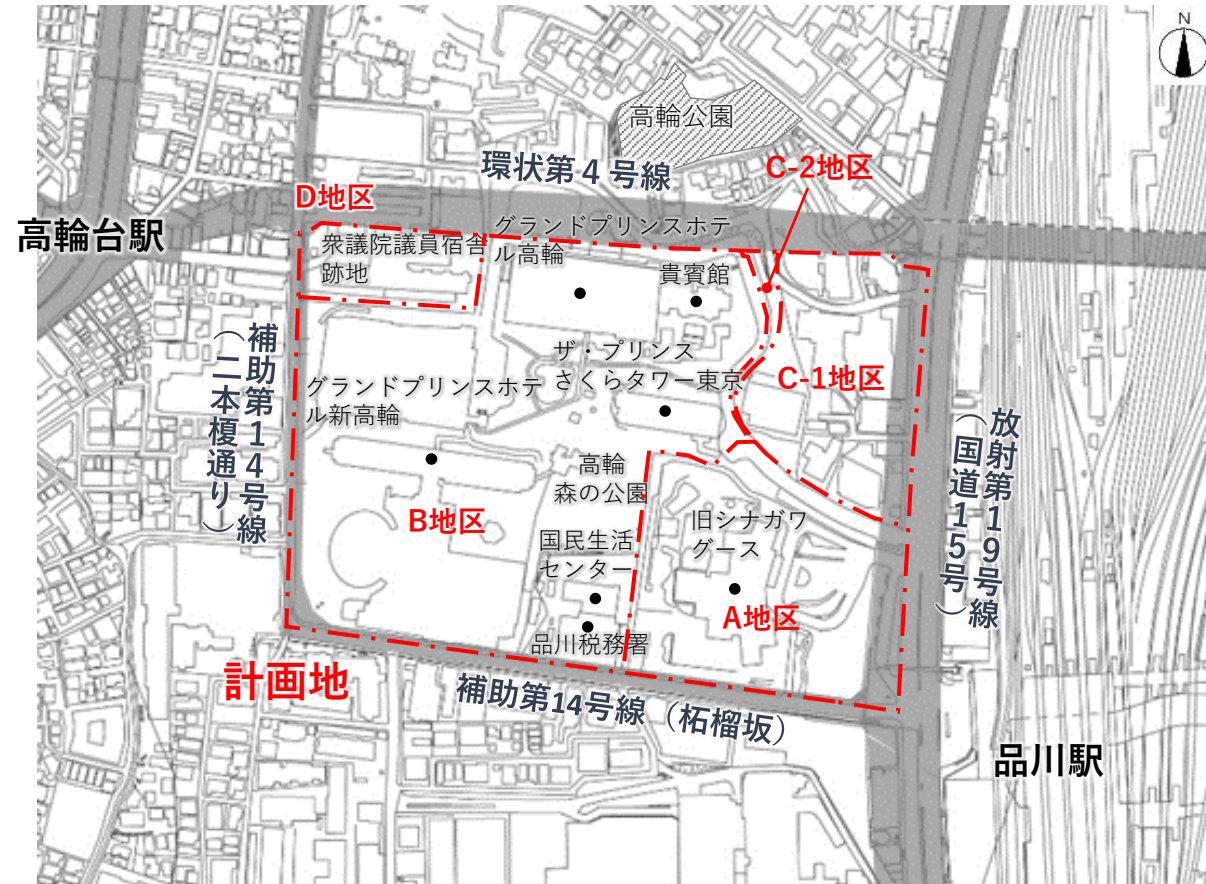 N
高輪公園
環状第4号線
C-2地区
D地区
高輪台駅
グランドプリンスホテ
ル高輪
衆議院議員宿舎
跡地
貴賓館
ザ・プリンス
さくらタワー東京
C-1地区
補助第14号線
（二本榎通り）
グランドプリンスホテ
ル新高輪
放射第19号線
（国道15号）
高輪
森の公園
B地区
旧シナガワ
グース
国民生活
センター
A地区
品川税務署
計画地
補助第14号線（柘榴坂）
品川駅